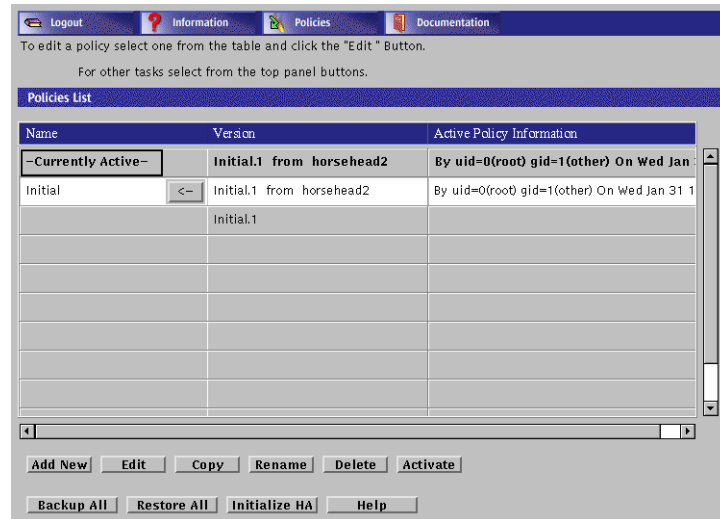 Logout Information Policies Documentation
To edit a policy select one from the table and click the "Edit " Button.
For other tasks select from the top panel buttons.
Policies List
Name Version Active Policy Information
-Currently Active- Initial.1 from horsehead2 By uid=0(root) gid=1(other) On Wed Jan
Initial <- Initial.1 from horsehead2 By uid=0(root) gid=1(other) On Wed Jan 31 1
Initial.1
Add New Edit Copy Rename Delete Activate
Backup All Restore All Initialize HA Help